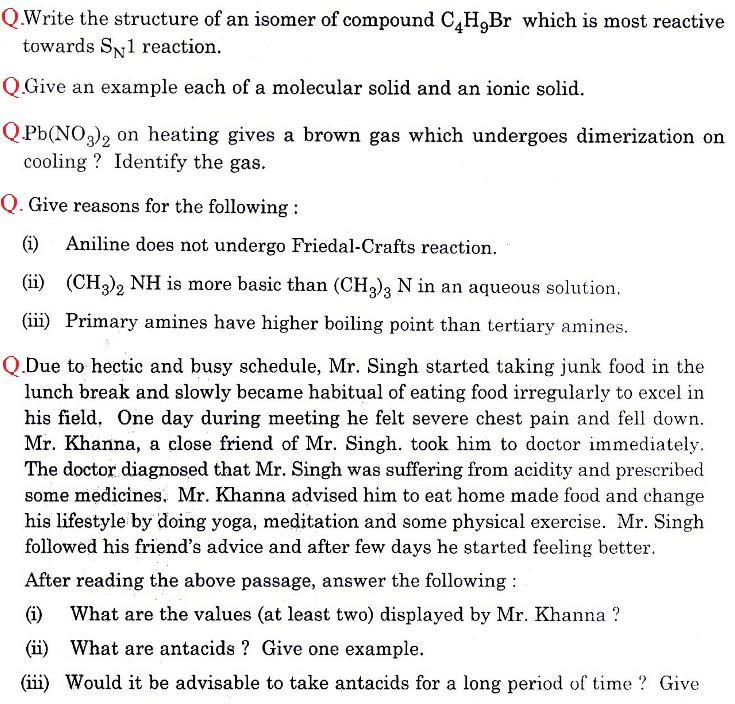 Q.Write the structure of an isomer of compound C₄H₉Br which is most reactive
towards S_N1 reaction.
Q.Give an example each of a molecular solid and an ionic solid.
Q.Pb(NO₃)₂ on heating gives a brown gas which undergoes dimerization on
cooling ? Identify the gas.
Q. Give reasons for the following :
(i) Aniline does not undergo Friedal-Crafts reaction.
(ii) (CH₃)₂ NH is more basic than (CH₃)₃ N in an aqueous solution.
(iii) Primary amines have higher boiling point than tertiary amines.
Q.Due to hectic and busy schedule, Mr. Singh started taking junk food in the
lunch break and slowly became habitual of eating food irregularly to excel in
his field. One day during meeting he felt severe chest pain and fell down.
Mr. Khanna, a close friend of Mr. Singh. took him to doctor immediately.
The doctor diagnosed that Mr. Singh was suffering from acidity and prescribed
some medicines. Mr. Khanna advised him to eat home made food and change
his lifestyle by doing yoga, meditation and some physical exercise. Mr. Singh
followed his friend's advice and after few days he started feeling better.
After reading the above passage, answer the following :
(i) What are the values (at least two) displayed by Mr. Khanna ?
(ii) What are antacids ? Give one example.
(iii) Would it be advisable to take antacids for a long period of time ? Give